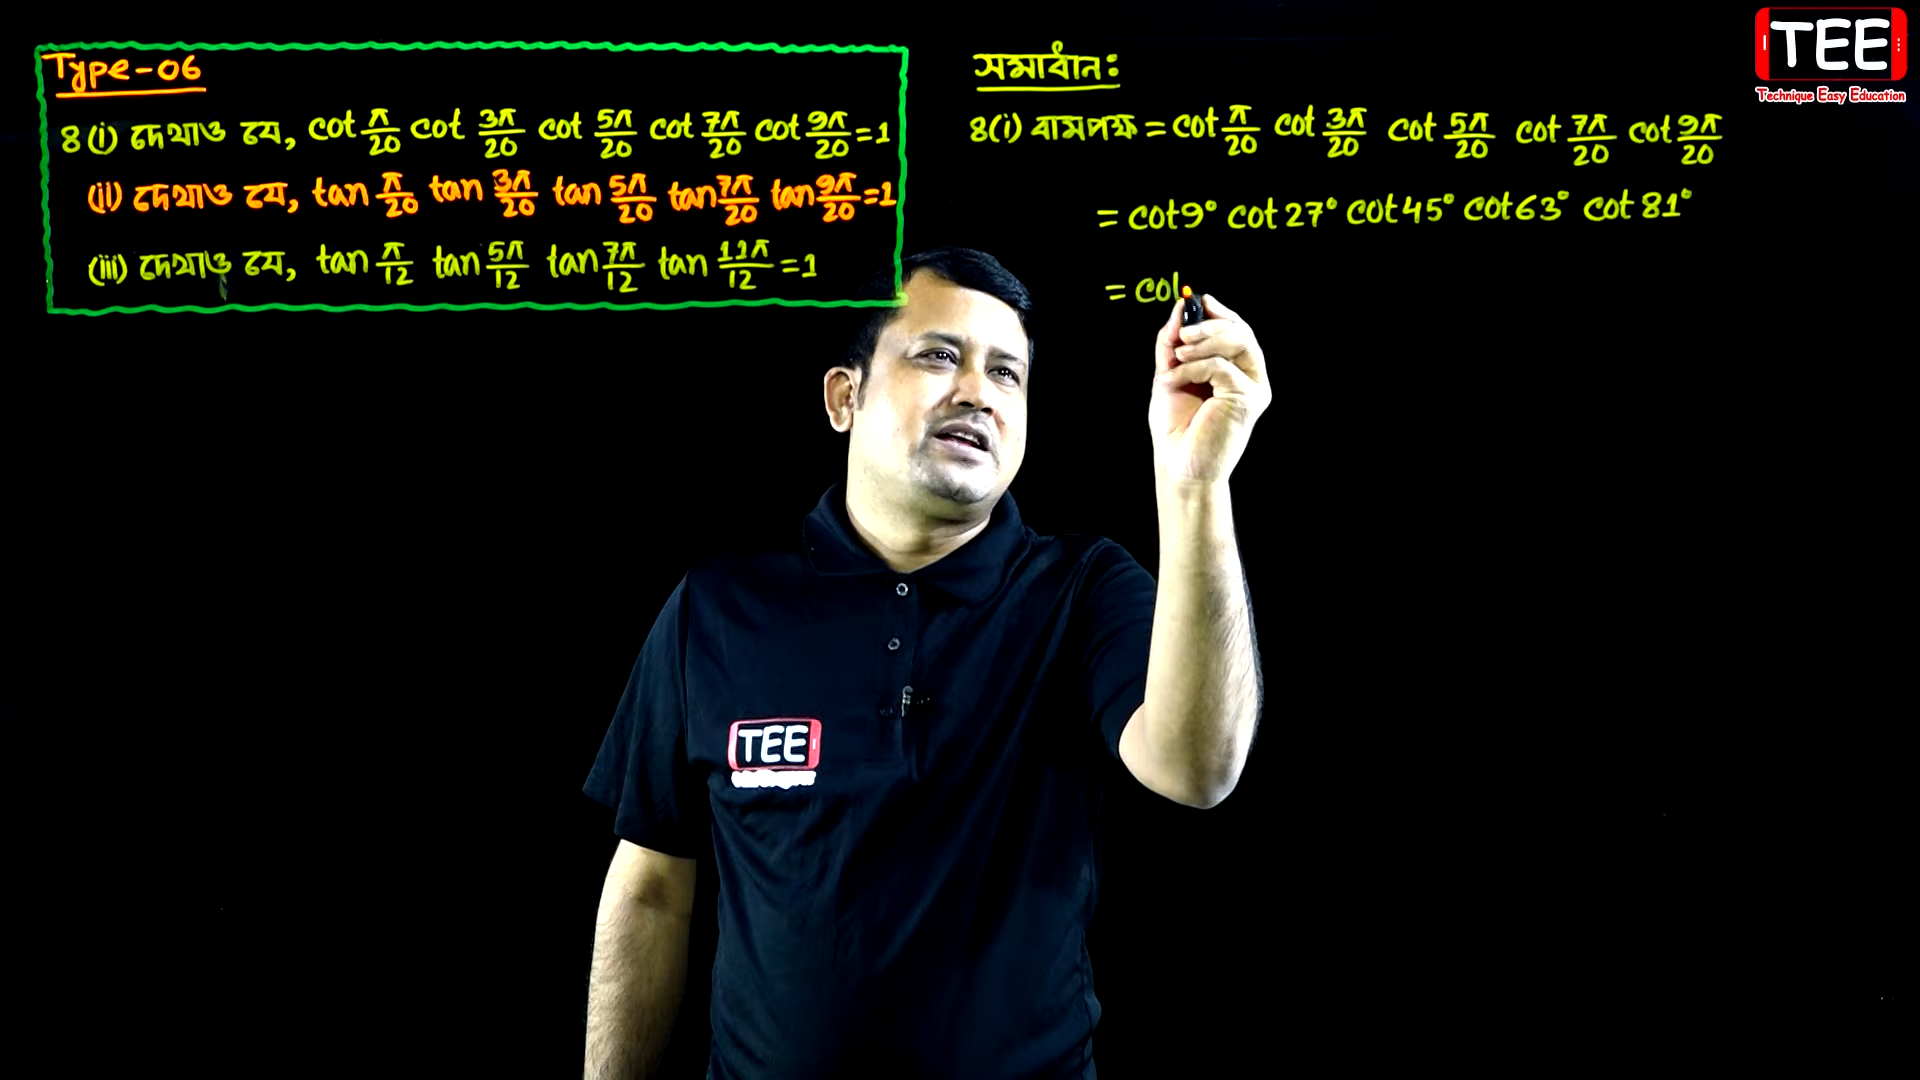 Type-06
8 (i) দেখাও যে, cot π/20 cot 3π/20 cot 5π/20 cot 7π/20 cot 9π/20 = 1
(ii) দেখাও যে, tan π/20 tan 3π/20 tan 5π/20 tan 7π/20 tan 9π/20 = 1
(iii) দেখাও যে, tan π/12 tan 5π/12 tan 7π/12 tan 11π/12 = 1
সমাধান:
8(i) বামপক্ষ = cot π/20 cot 3π/20 cot 5π/20 cot 7π/20 cot 9π/20
= cot9° cot27° cot45° cot63° cot81°
= cot
TEE
Technique Easy Education
TEE